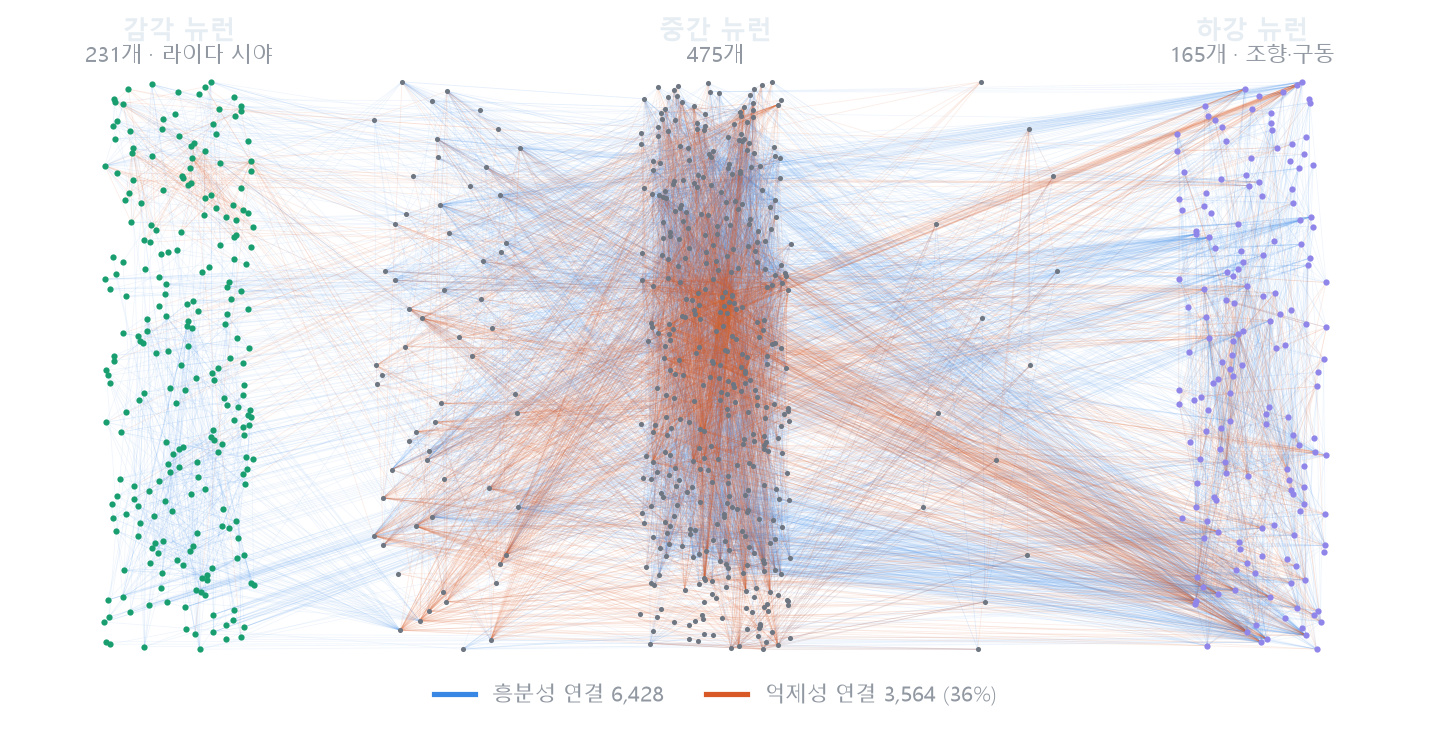 감각 뉴런
231개 · 라이다 시야
중간 뉴런
475개
하강 뉴런
165개 · 조향·구동
흥분성 연결 6,428
억제성 연결 3,564 (36%)